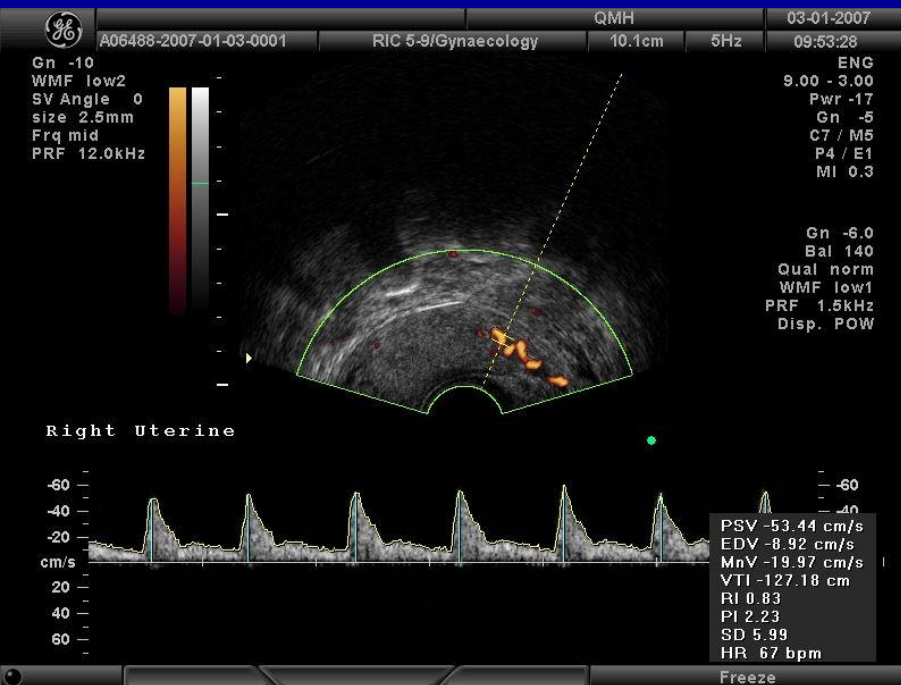 QMH 03-01-2007
A06488-2007-01-03-0001 RIC 5-9/Gynaecology 10.1cm 5Hz 09:53:28
Gn -10
WMF low2
SV Angle 0
size 2.5mm
Frq mid
PRF 12.0kHz
ENG
9.00 - 3.00
Pwr -17
Gn -5
C7 / M5
P4 / E1
MI 0.3
Gn -6.0
Bal 140
Qual norm
WMF low1
PRF 1.5kHz
Disp. POW
Right Uterine
-60
-40
-20
cm/s
20
40
60
-60
-40
PSV -53.44 cm/s
EDV -8.92 cm/s
MnV -19.97 cm/s
VTI -127.18 cm
RI 0.83
PI 2.23
SD 5.99
HR 67 bpm
Freeze